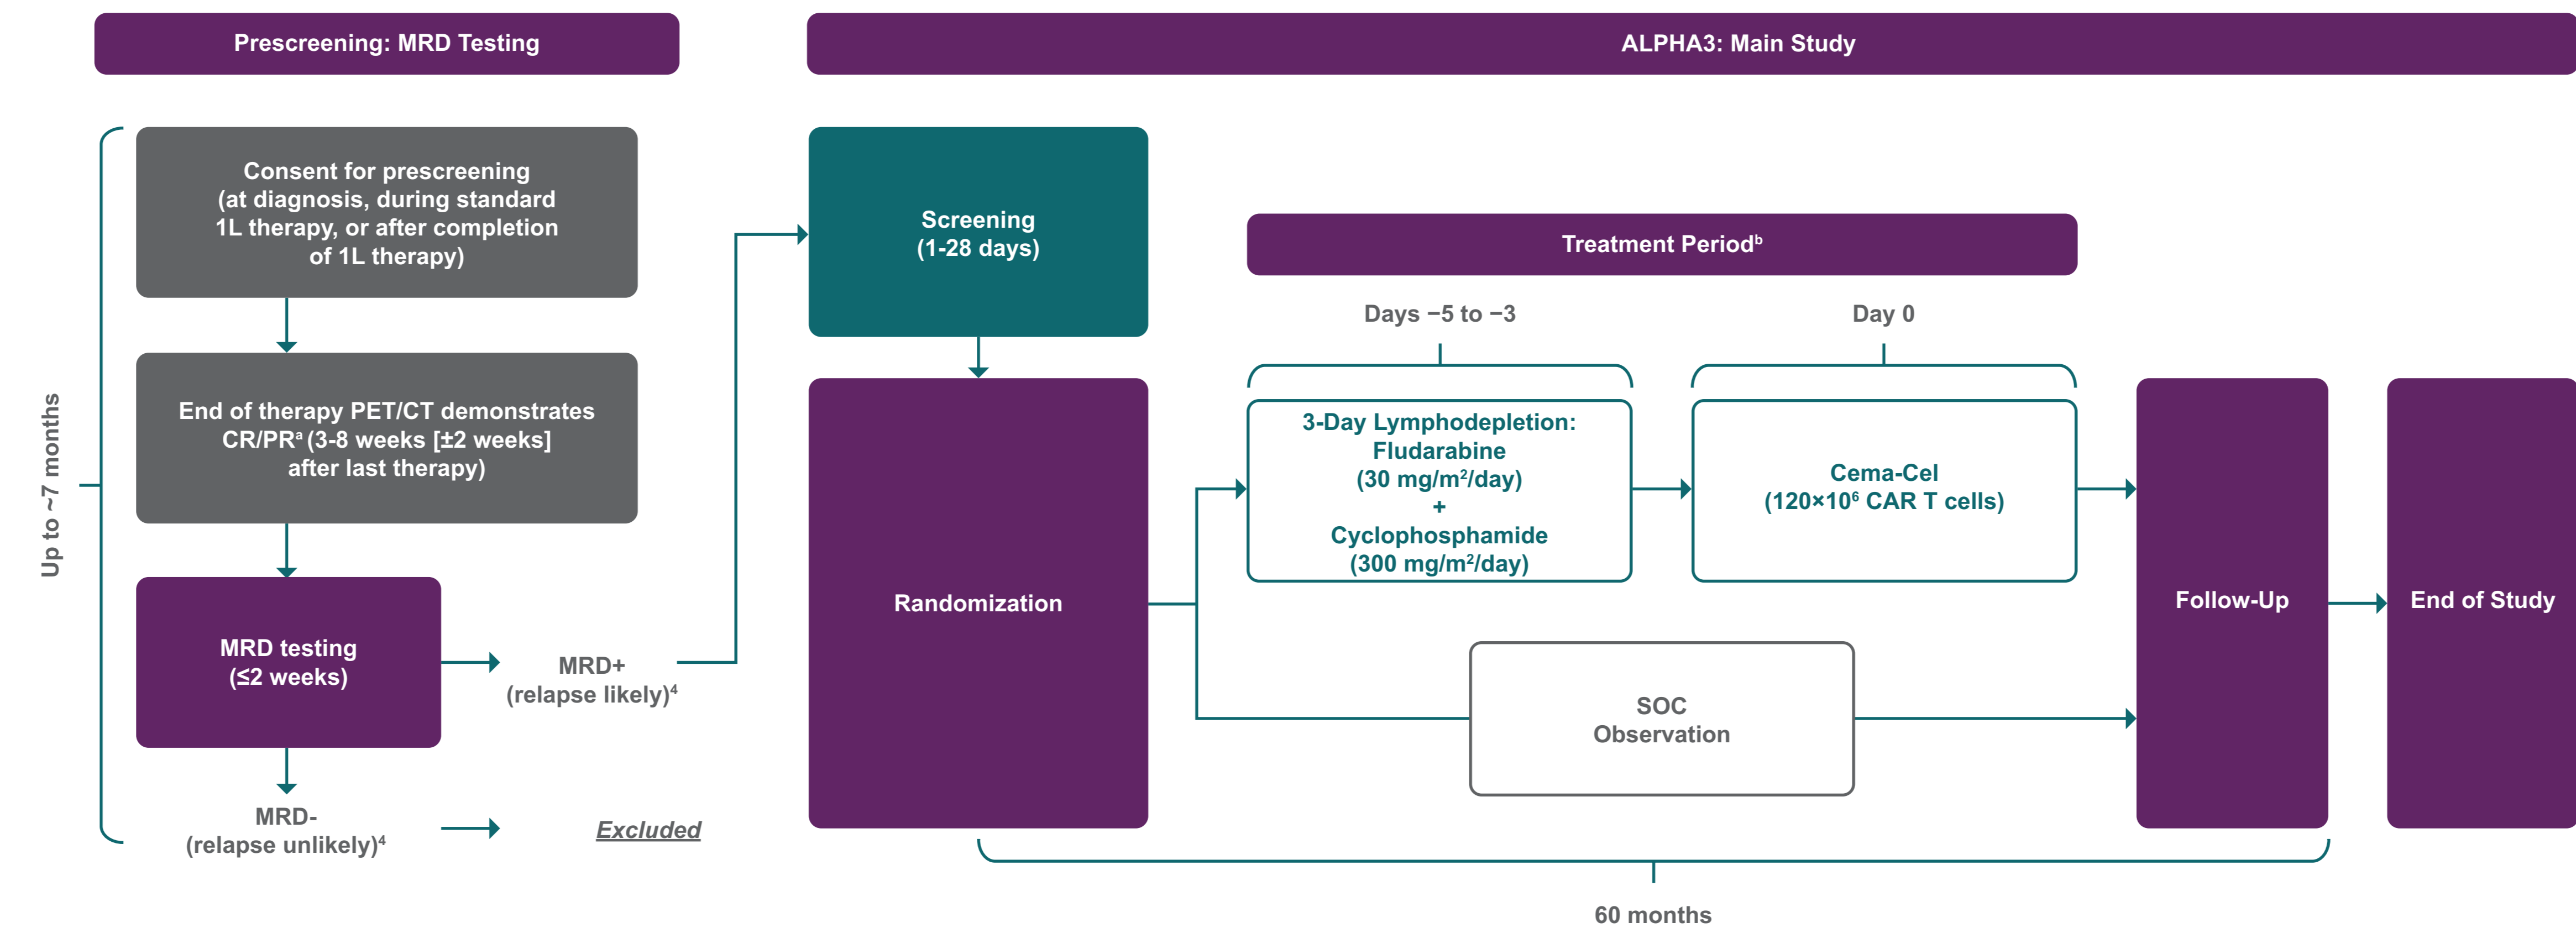 Prescreening: MRD Testing
ALPHA3: Main Study
Up to ~7 months
Consent for prescreening
(at diagnosis, during standard
1L therapy, or after completion
of 1L therapy)
End of therapy PET/CT demonstrates
CR/PRᵃ (3-8 weeks [±2 weeks]
after last therapy)
MRD testing
(≤2 weeks)
MRD+
(relapse likely)⁴
MRD-
(relapse unlikely)⁴
Excluded
Screening
(1-28 days)
Randomization
Treatment Periodᵇ
Days −5 to −3
3-Day Lymphodepletion:
Fludarabine
(30 mg/m²/day)
+
Cyclophosphamide
(300 mg/m²/day)
Day 0
Cema-Cel
(120×10⁶ CAR T cells)
SOC
Observation
Follow-Up
End of Study
60 months